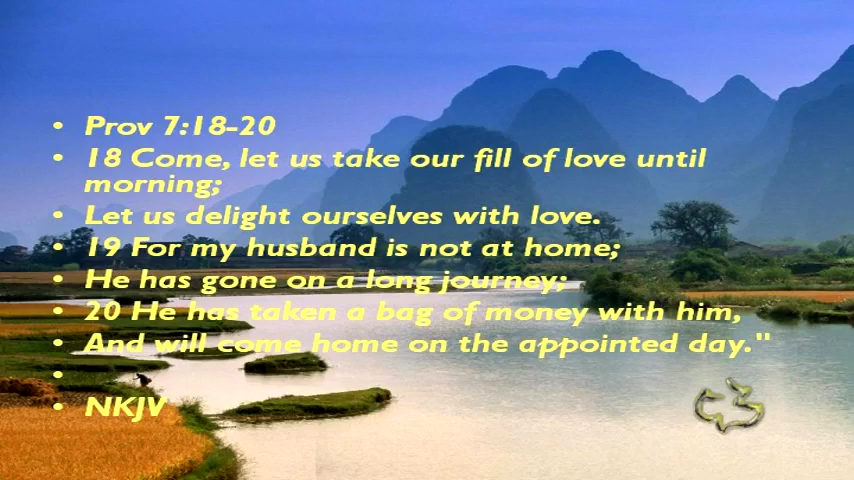 • Prov 7:18-20
• 18 Come, let us take our fill of love until
morning;
• Let us delight ourselves with love.
• 19 For my husband is not at home;
• He has gone on a long journey;
• 20 He has taken a bag of money with him,
• And will come home on the appointed day."
•
• NKJV